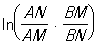 ln(AN/AM · BM/BN)